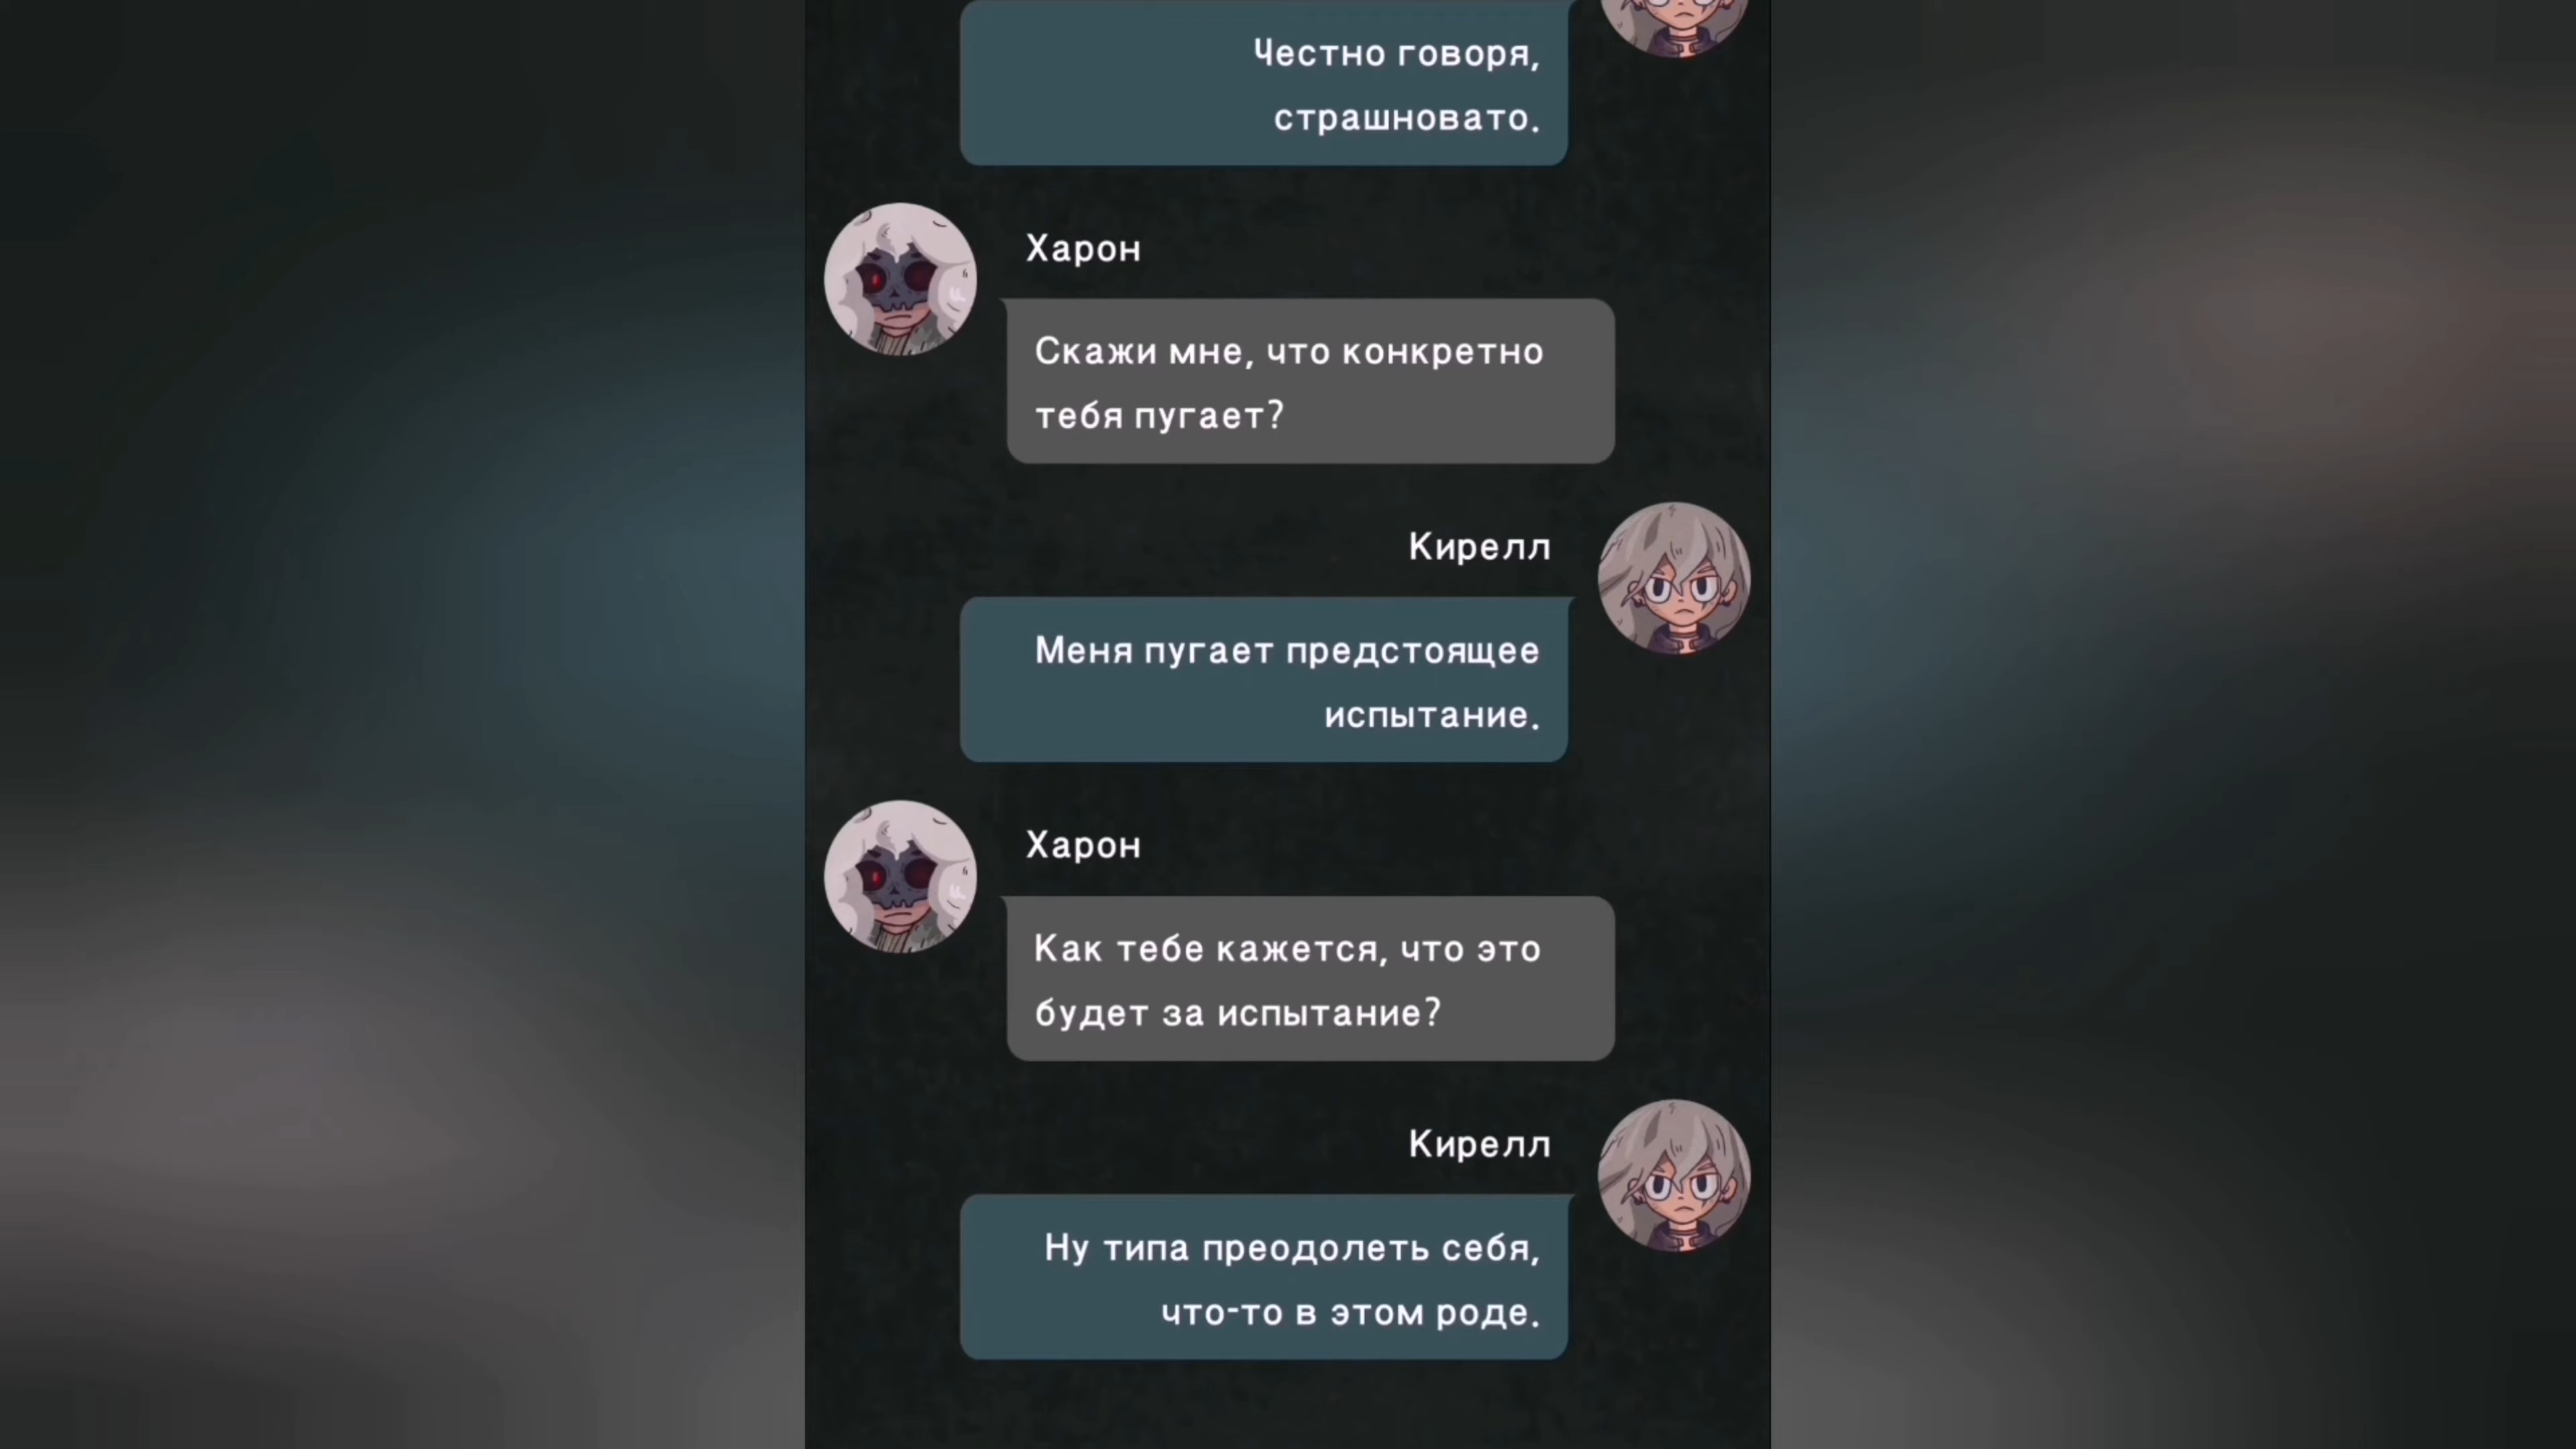 Честно говоря,
страшновато.
Харон
Скажи мне, что конкретно
тебя пугает?
Кирелл
Меня пугает предстоящее
испытание.
Харон
Как тебе кажется, что это
будет за испытание?
Кирелл
Ну типа преодолеть себя,
что-то в этом роде.